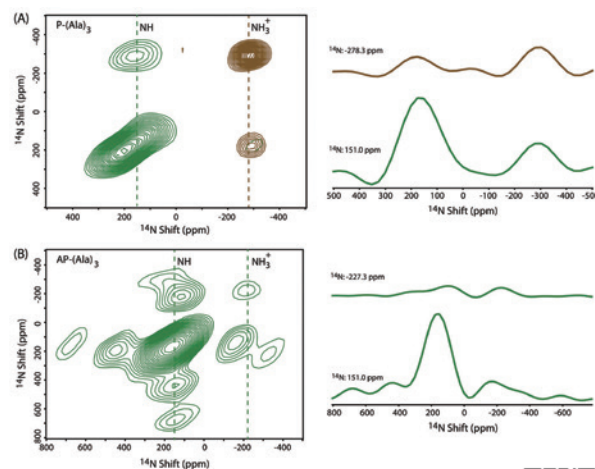 (A)
P-(Ala)3
NH
NH3+
-400
-200
0
200
400
14N Shift (ppm)
400
200
0
-200
-400
14N Shift (ppm)
14N: -278.3 ppm
14N:151.0 ppm
500
400
300
200
100
0
-100
-200
-300
-400
-500
14N Shift (ppm)
(B)
AP-(Ala)3
NH
NH3+
-400
-200
0
200
400
600
800
14N Shift (ppm)
800
600
400
200
0
-200
-400
14N Shift (ppm)
14N: -227.3 ppm
14N:151.0 ppm
800
600
400
200
0
-200
-400
-600
14N Shift (ppm)